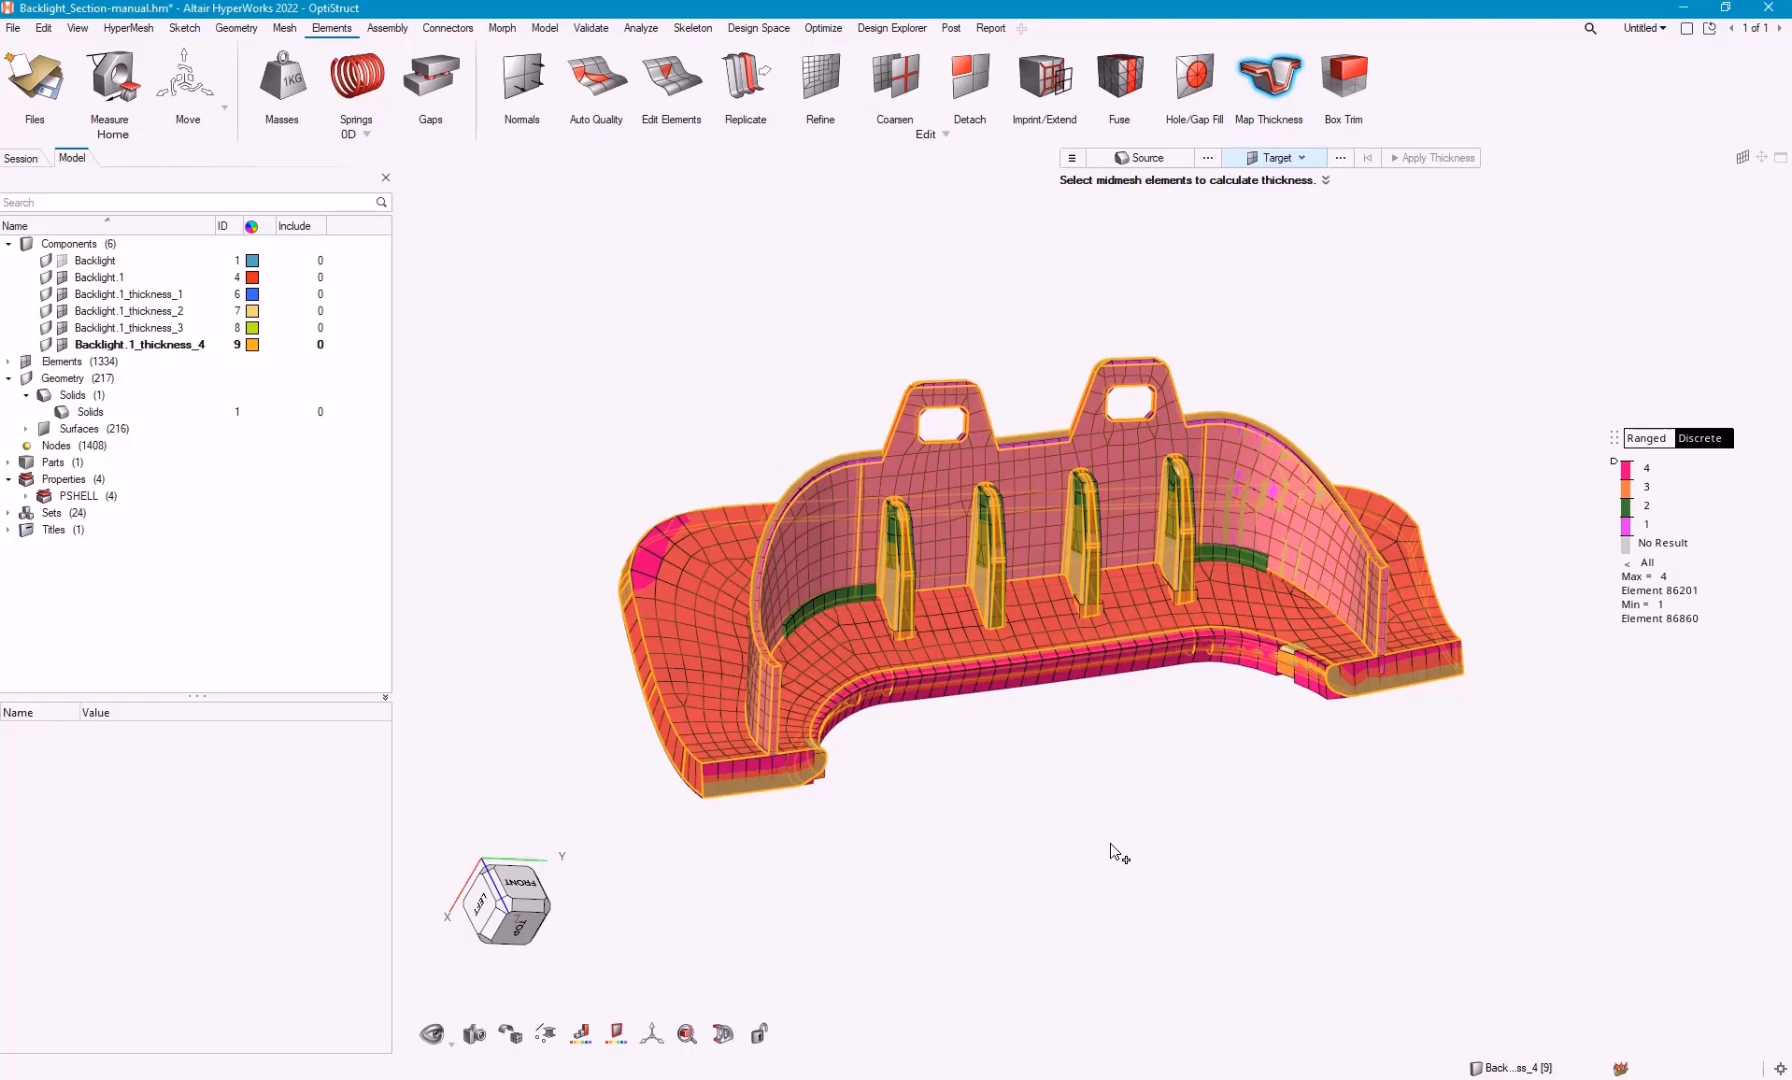 Backlight_Section-manual.hm* - Altair HyperWorks 2022 - OptiStruct
File Edit View HyperMesh Sketch Geometry Mesh Elements Assembly Connectors Morph Model Validate Analyze Skeleton Design Space Optimize Design Explorer Post Report Untitled 1 of 1
1KG
Files Measure Move Masses Springs Gaps Normals Auto Quality Edit Elements Replicate Refine Coarsen Detach Imprint/Extend Fuse Hole/Gap Fill Map Thickness Box Trim
Home 0D Edit
Session Model
Source ... Target ... Apply Thickness
Select midmesh elements to calculate thickness.
Search
Name ID Include
Components (6)
Backlight 1 0
Backlight.1 4 0
Backlight.1_thickness_1 6 0
Backlight.1_thickness_2 7 0
Backlight.1_thickness_3 8 0
Backlight.1_thickness_4 9 0
Elements (1334)
Geometry (217)
Solids (1)
Solids 1 0
Surfaces (216)
Nodes (1408)
Parts (1)
Properties (4)
PSHELL (4)
Sets (24)
Titles (1)
Name Value
Ranged Discrete
D
4
3
2
1
No Result
< All
Max = 4
Element 86201
Min = 1
Element 86860
X Y
FRONT
LEFT
TOP
Back...ss_4 [9]